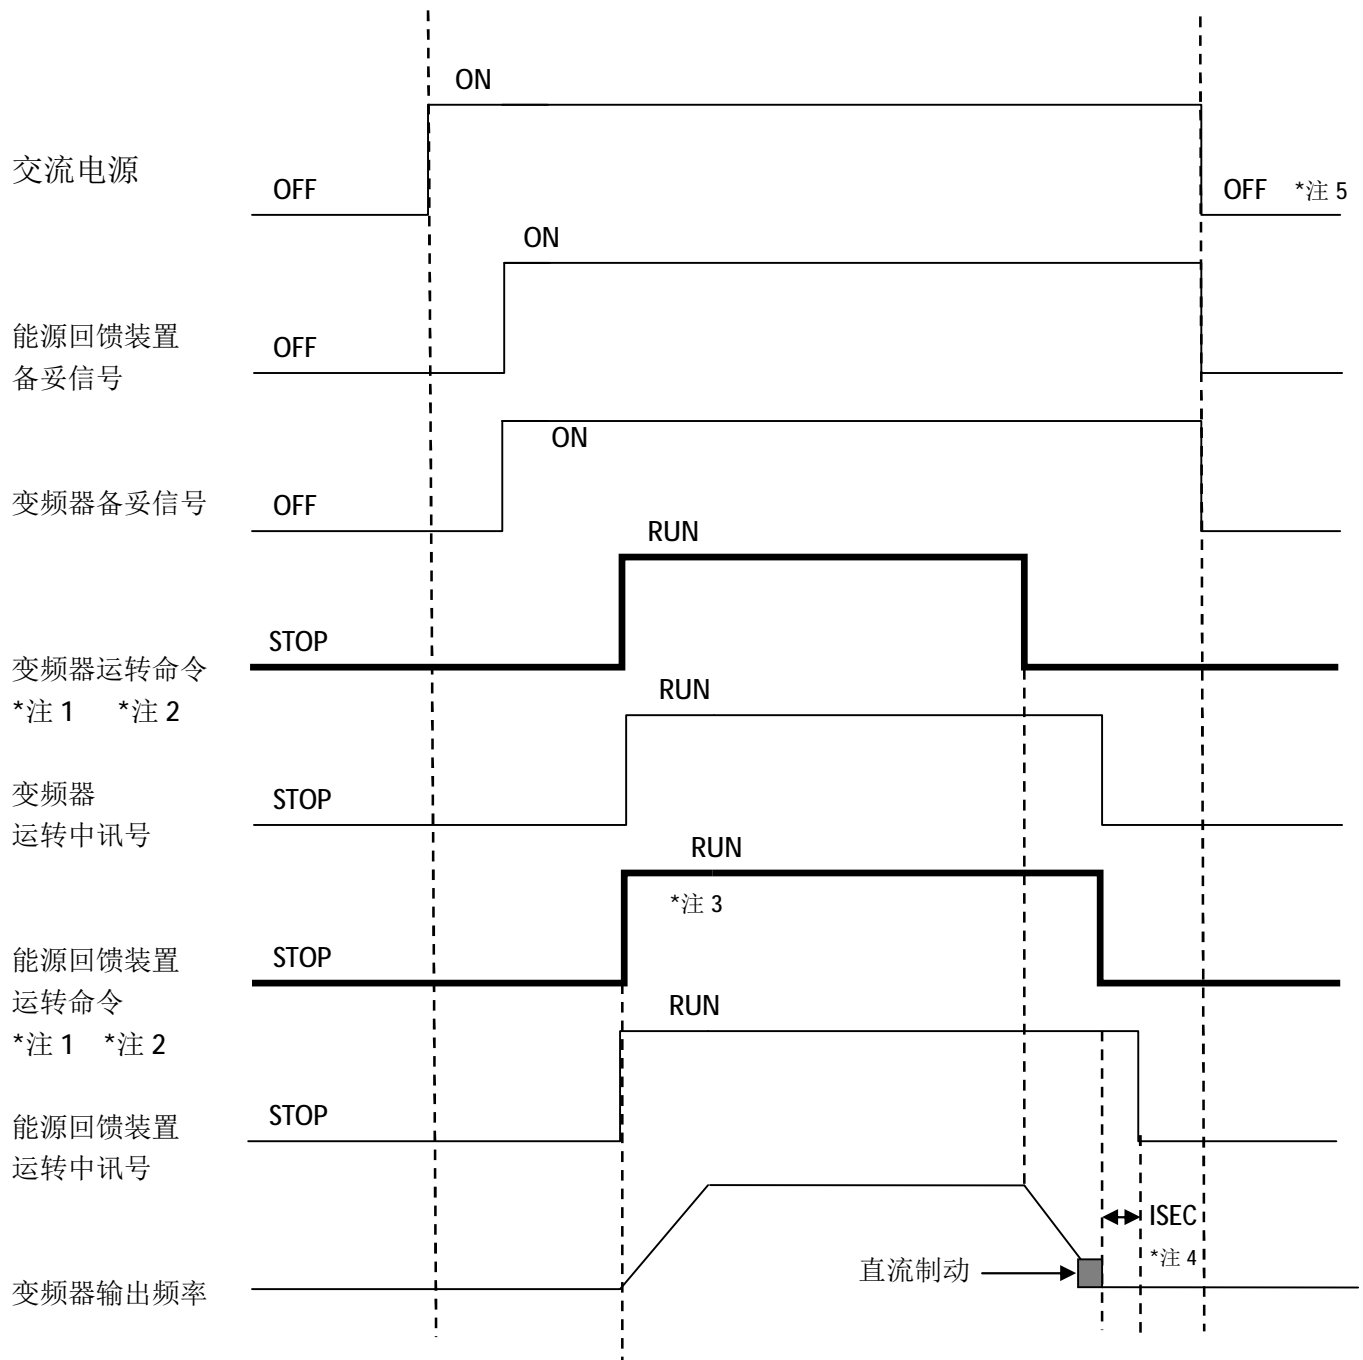 ON
交流电源
OFF
OFF *注 5
ON
能源回馈装置
备妥信号
OFF
ON
变频器备妥信号
OFF
RUN
STOP
变频器运转命令
*注 1 *注 2
RUN
变频器
运转中讯号
STOP
RUN
*注 3
能源回馈装置
运转命令
*注 1 *注 2
STOP
RUN
能源回馈装置
运转中讯号
STOP
ISEC
*注 4
直流制动
变频器输出频率